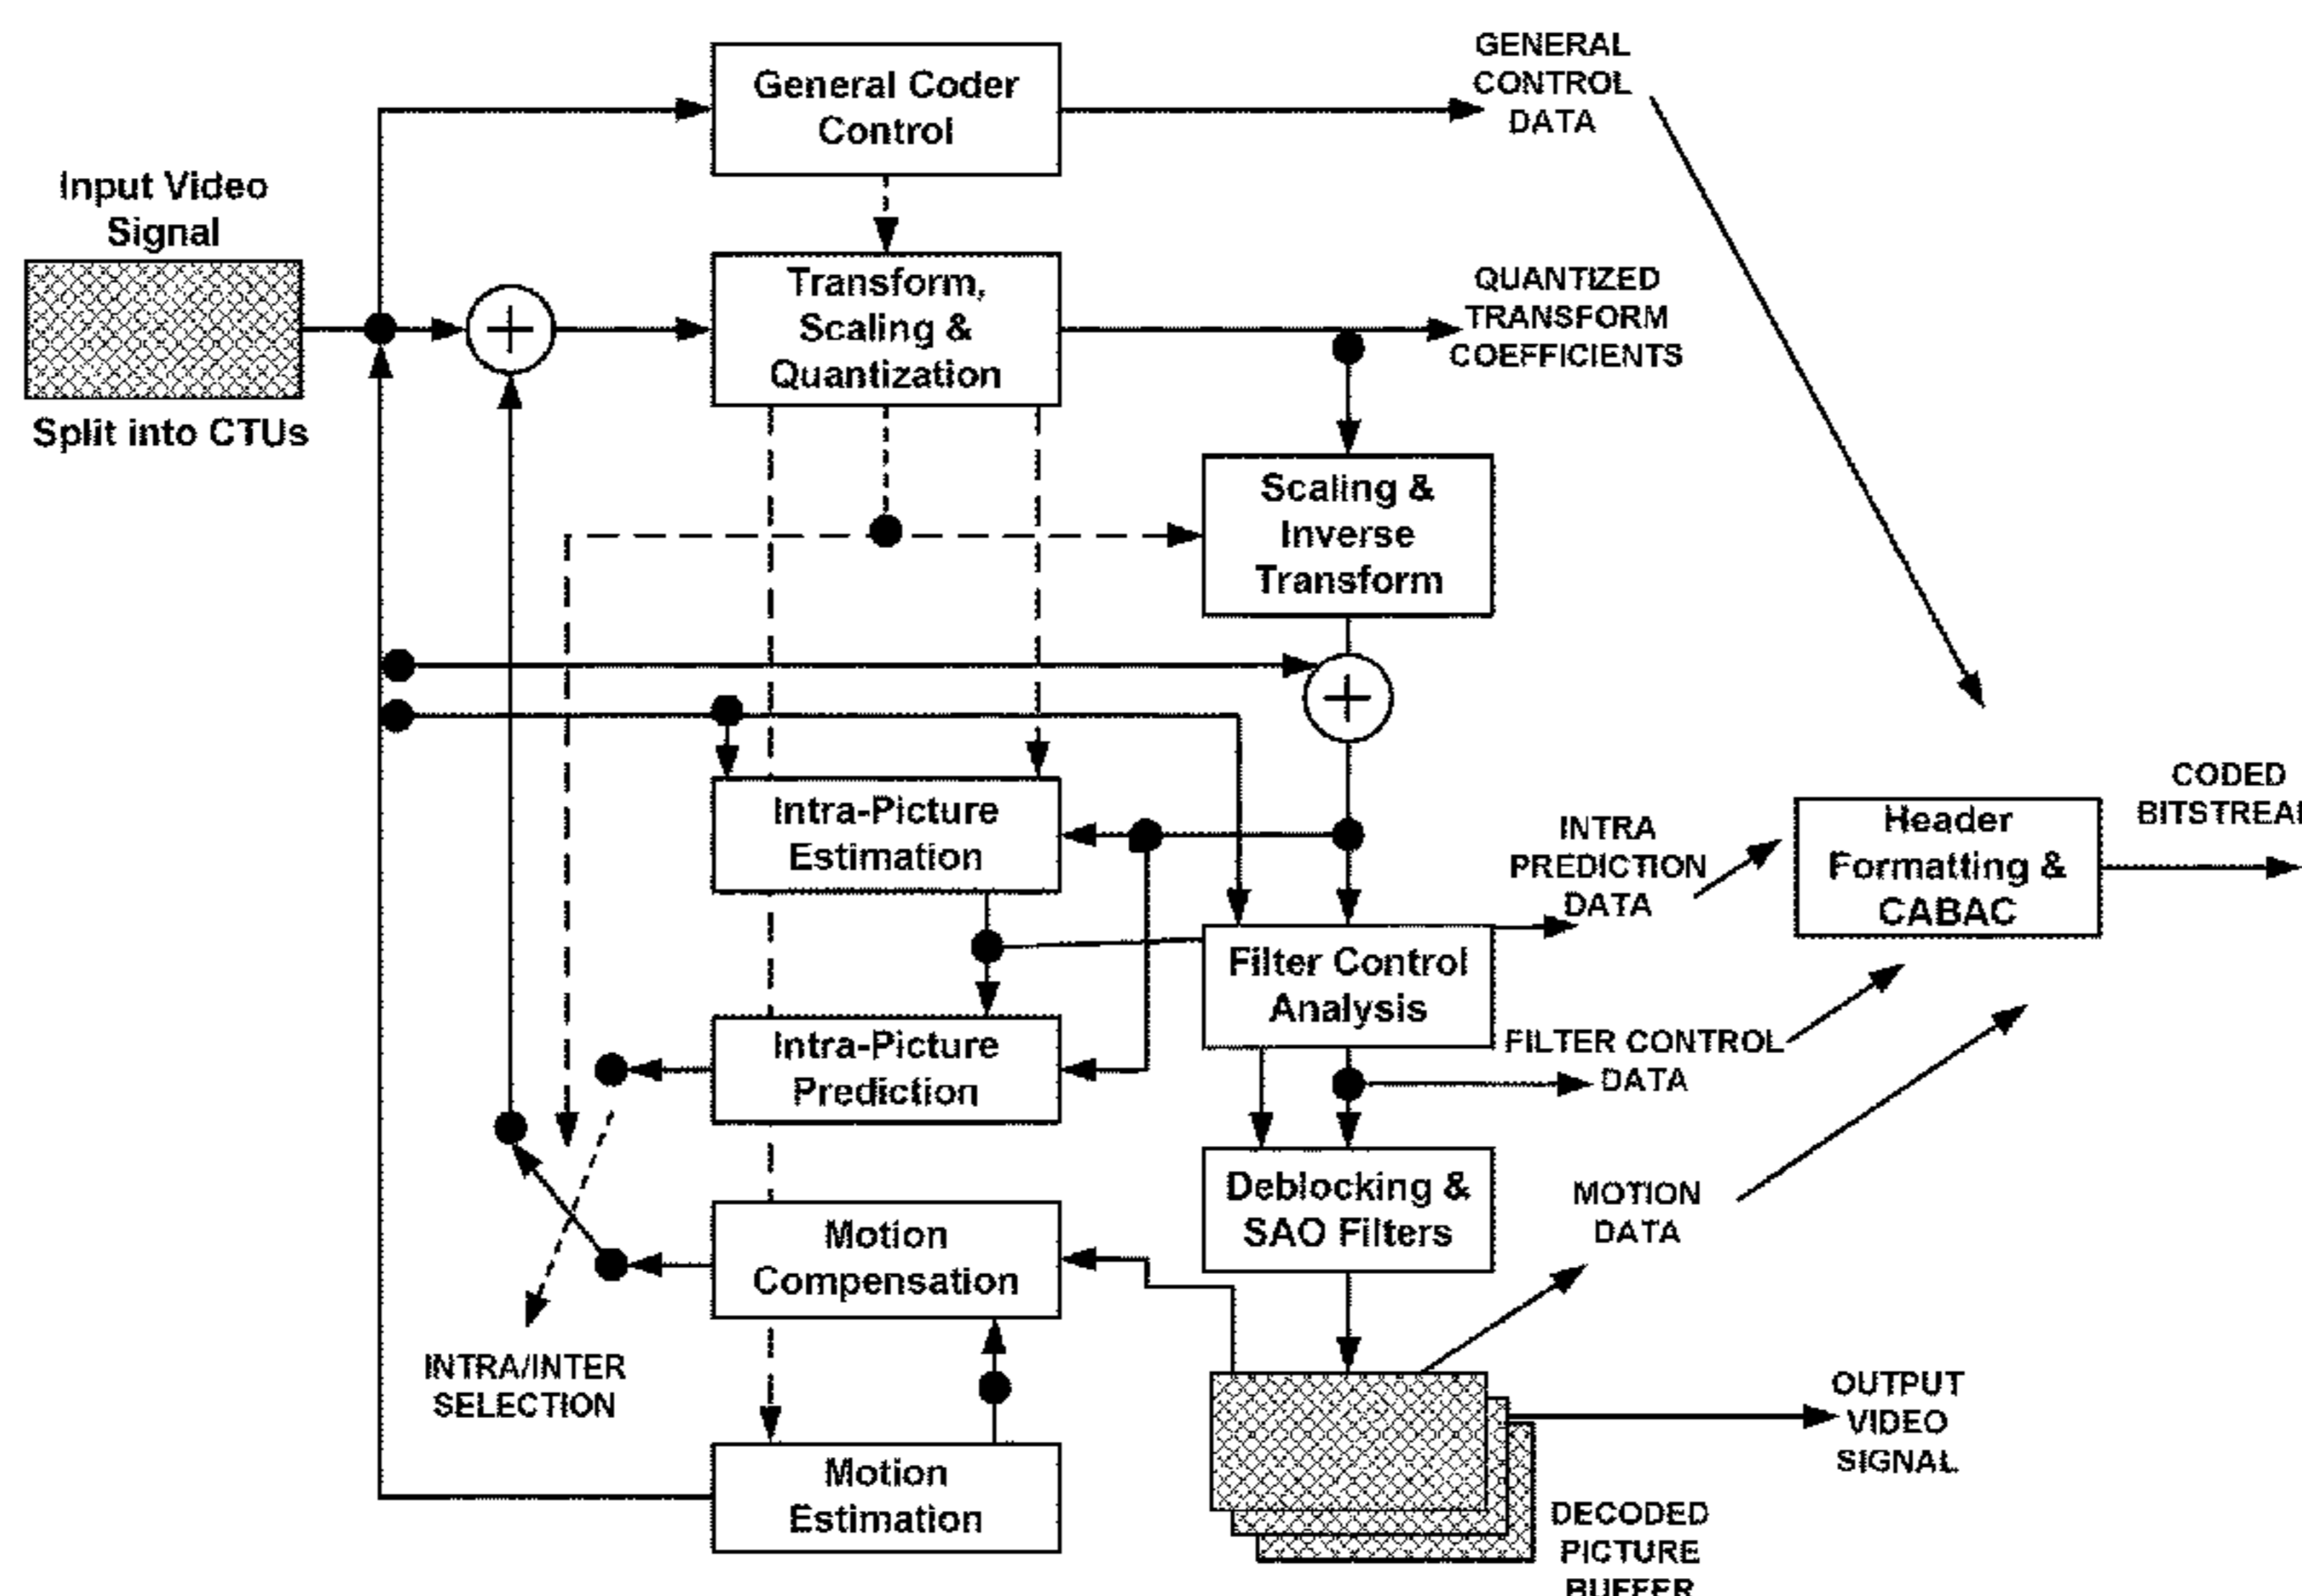 General Coder
Control
GENERAL
CONTROL
DATA
Input Video
Signal
Split into CTUs
Transform,
Scaling &
Quantization
QUANTIZED
TRANSFORM
COEFFICIENTS
Scaling &
Inverse
Transform
Intra-Picture
Estimation
INTRA
PREDICTION
DATA
Header
Formatting &
CABAC
CODED
Filter Control
Analysis
Intra-Picture
Prediction
FILTER CONTROL
DATA
Deblocking &
SAO Filters
MOTION
DATA
Motion
Compensation
INTRA/INTER
SELECTION
Motion
Estimation
OUTPUT
VIDEO
SIGNAL
DECODED
PICTURE
BUFFER